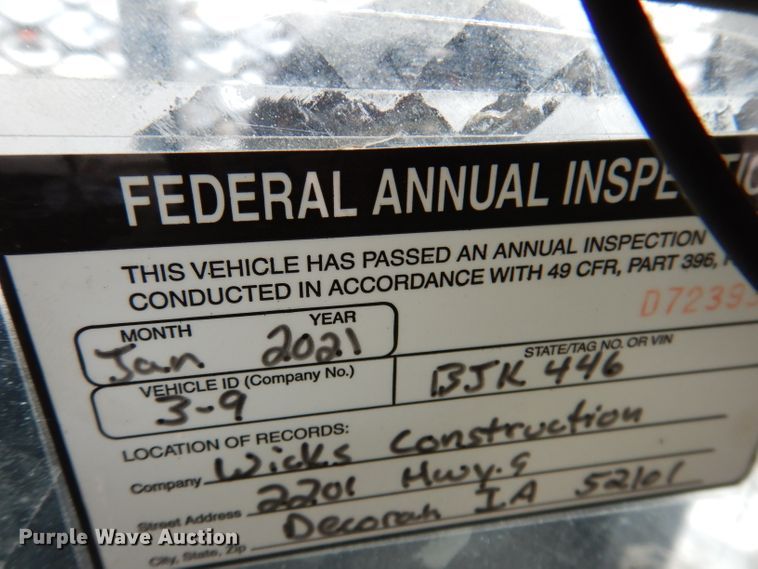 FEDERAL ANNUAL
THIS VEHICLE HAS PASSED AN ANNUAL INSPECTION
CONDUCTED IN ACCORDANCE WITH 49 CFR, PART 396,
MONTH YEAR
Jan 2021
STATE/TAG NO. OR VIN
BJK 446
VEHICLE ID (Company No.)
3-9
LOCATION OF RECORDS:
Company Wicks Construction
Street Address 2201 Hwy. 9
City, State, Zip Decorah IA 52101
Purple Wave Auction